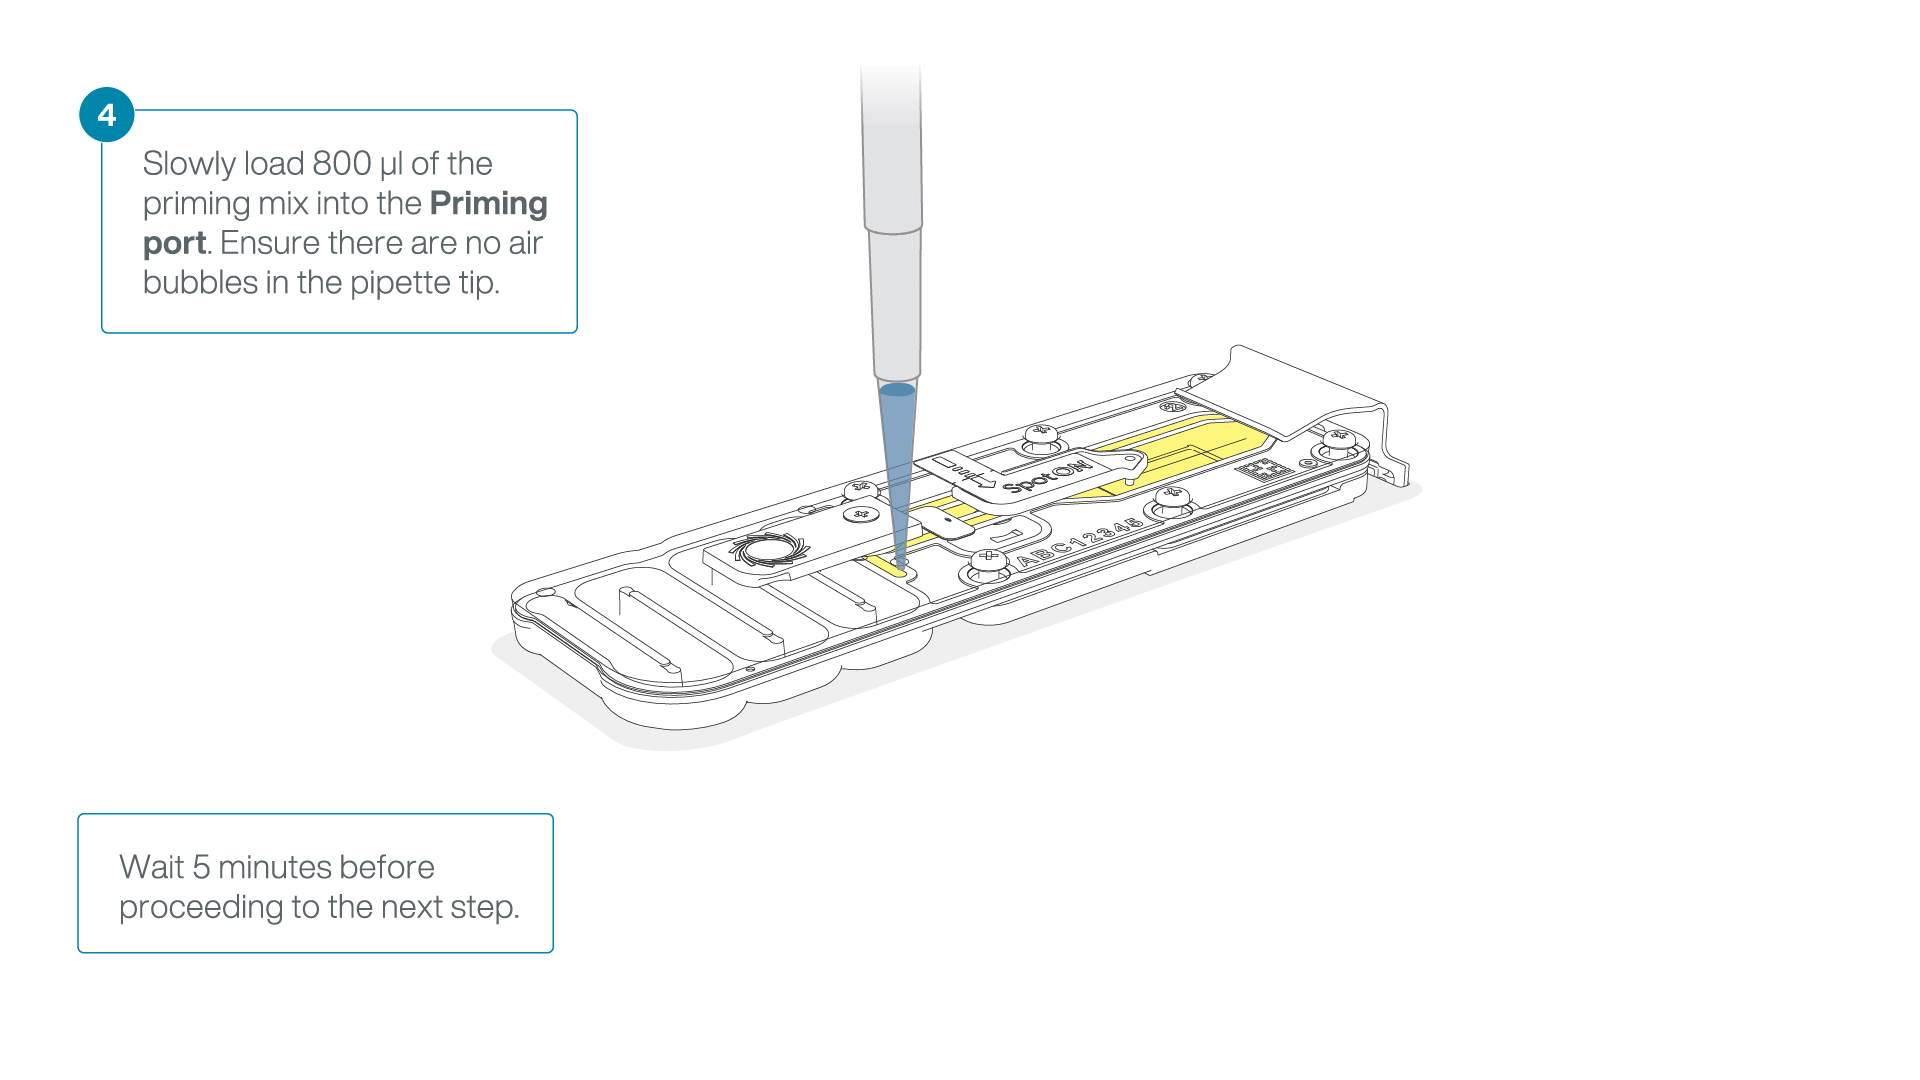 4
Slowly load 800 µl of the
priming mix into the Priming
port. Ensure there are no air
bubbles in the pipette tip.
SpotON
ABC12345
Wait 5 minutes before
proceeding to the next step.